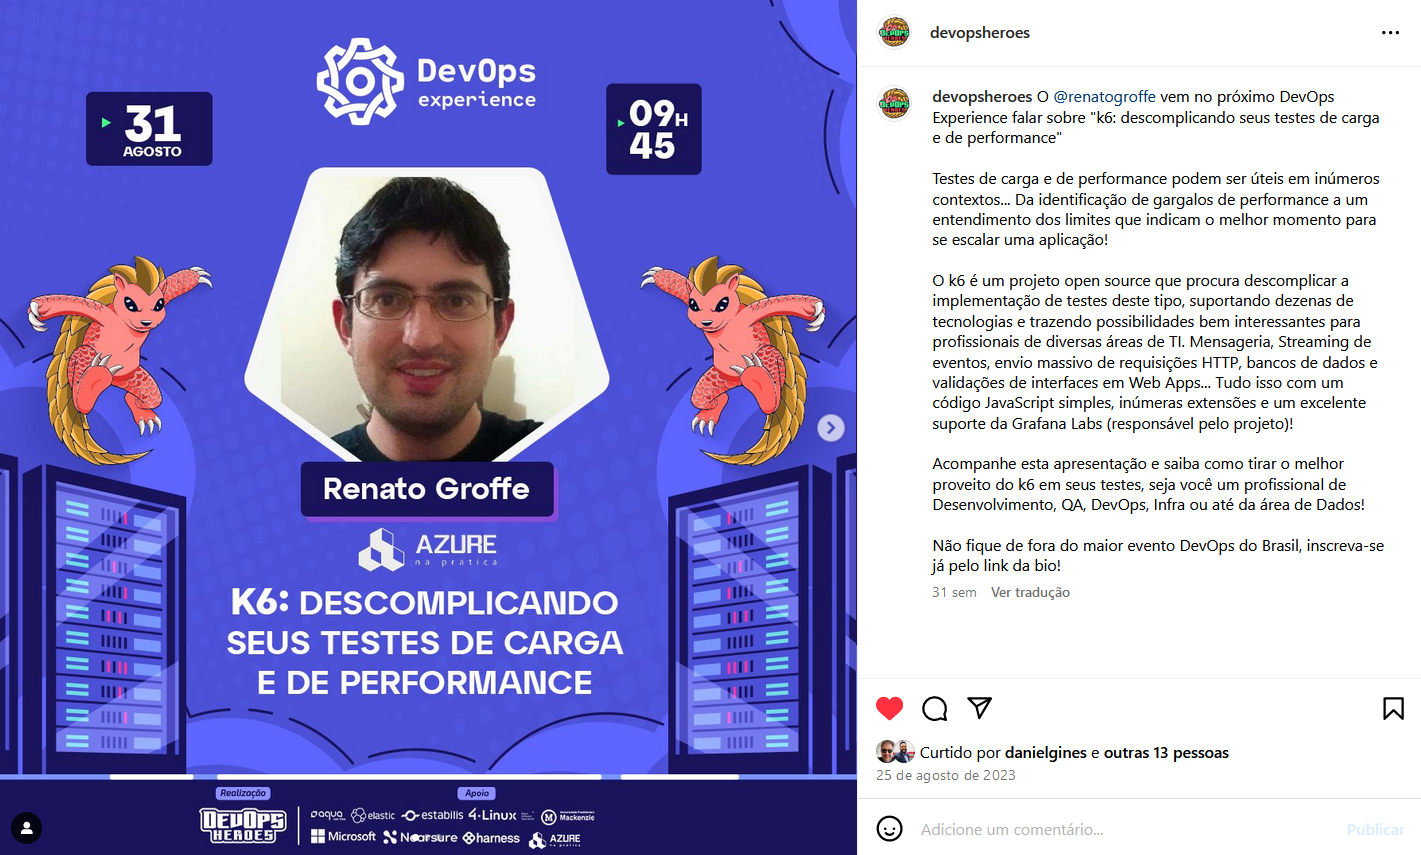 DevOps
experience
31
AGOSTO
09H
45
Renato Groffe
AZURE
na prática
K6: DESCOMPLICANDO
SEUS TESTES DE CARGA
E DE PERFORMANCE
Realização
Apoio
DEVOPS
HEROES
aqua
elastic
estabilis
4Linux
Mackenzie
Microsoft
Nearsure
harness
AZURE
na prática
devopsheroes
DEVOPS
HEROES
devopsheroes O @renatogroffe vem no próximo DevOps
Experience falar sobre "k6: descomplicando seus testes de carga
e de performance"
Testes de carga e de performance podem ser úteis em inúmeros
contextos... Da identificação de gargalos de performance a um
entendimento dos limites que indicam o melhor momento para
se escalar uma aplicação!
O k6 é um projeto open source que procura descomplicar a
implementação de testes deste tipo, suportando dezenas de
tecnologias e trazendo possibilidades bem interessantes para
profissionais de diversas áreas de TI. Mensageria, Streaming de
eventos, envio massivo de requisições HTTP, bancos de dados e
validações de interfaces em Web Apps... Tudo isso com um
código JavaScript simples, inúmeras extensões e um excelente
suporte da Grafana Labs (responsável pelo projeto)!
Acompanhe esta apresentação e saiba como tirar o melhor
proveito do k6 em seus testes, seja você um profissional de
Desenvolvimento, QA, DevOps, Infra ou até da área de Dados!
Não fique de fora do maior evento DevOps do Brasil, inscreva-se
já pelo link da bio!
31 sem Ver tradução
Curtido por danielgines e outras 13 pessoas
25 de agosto de 2023
Adicione um comentário... Publicar